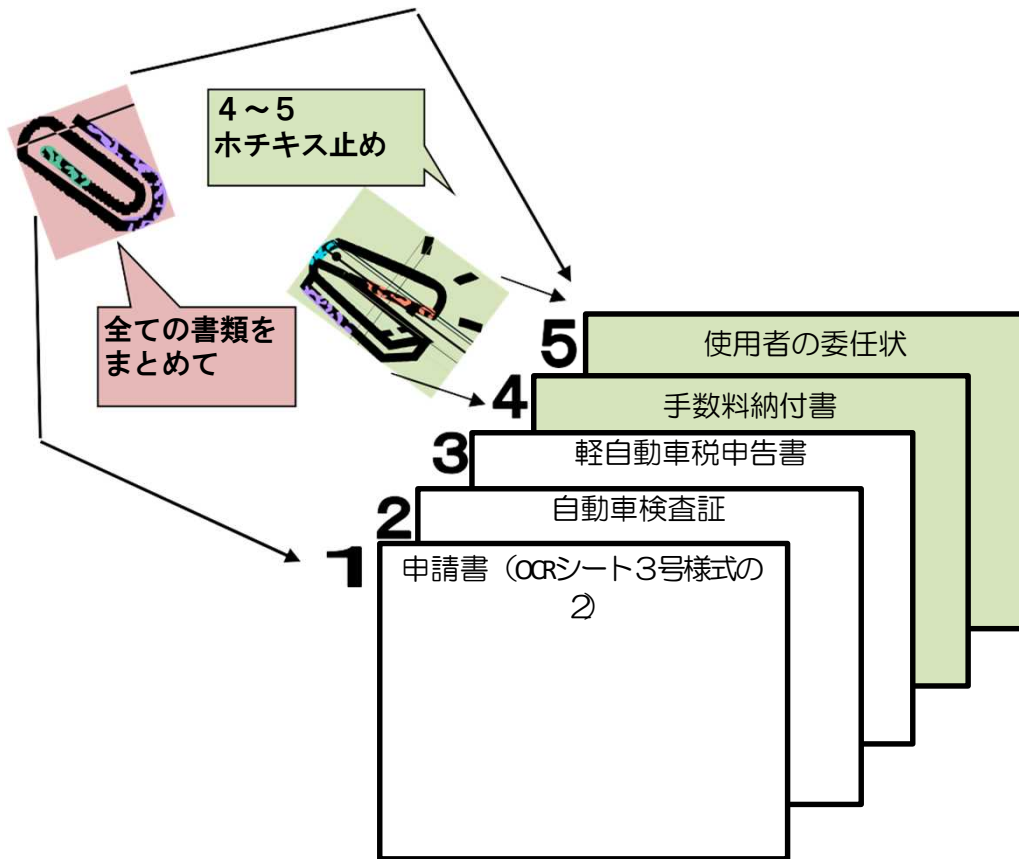 ４～５
ホチキス止め
全ての書類を
まとめて
5
使用者の委任状
4
手数料納付書
3
軽自動車税申告書
2
自動車検査証
1
申請書（OCRシート３号様式の
２）